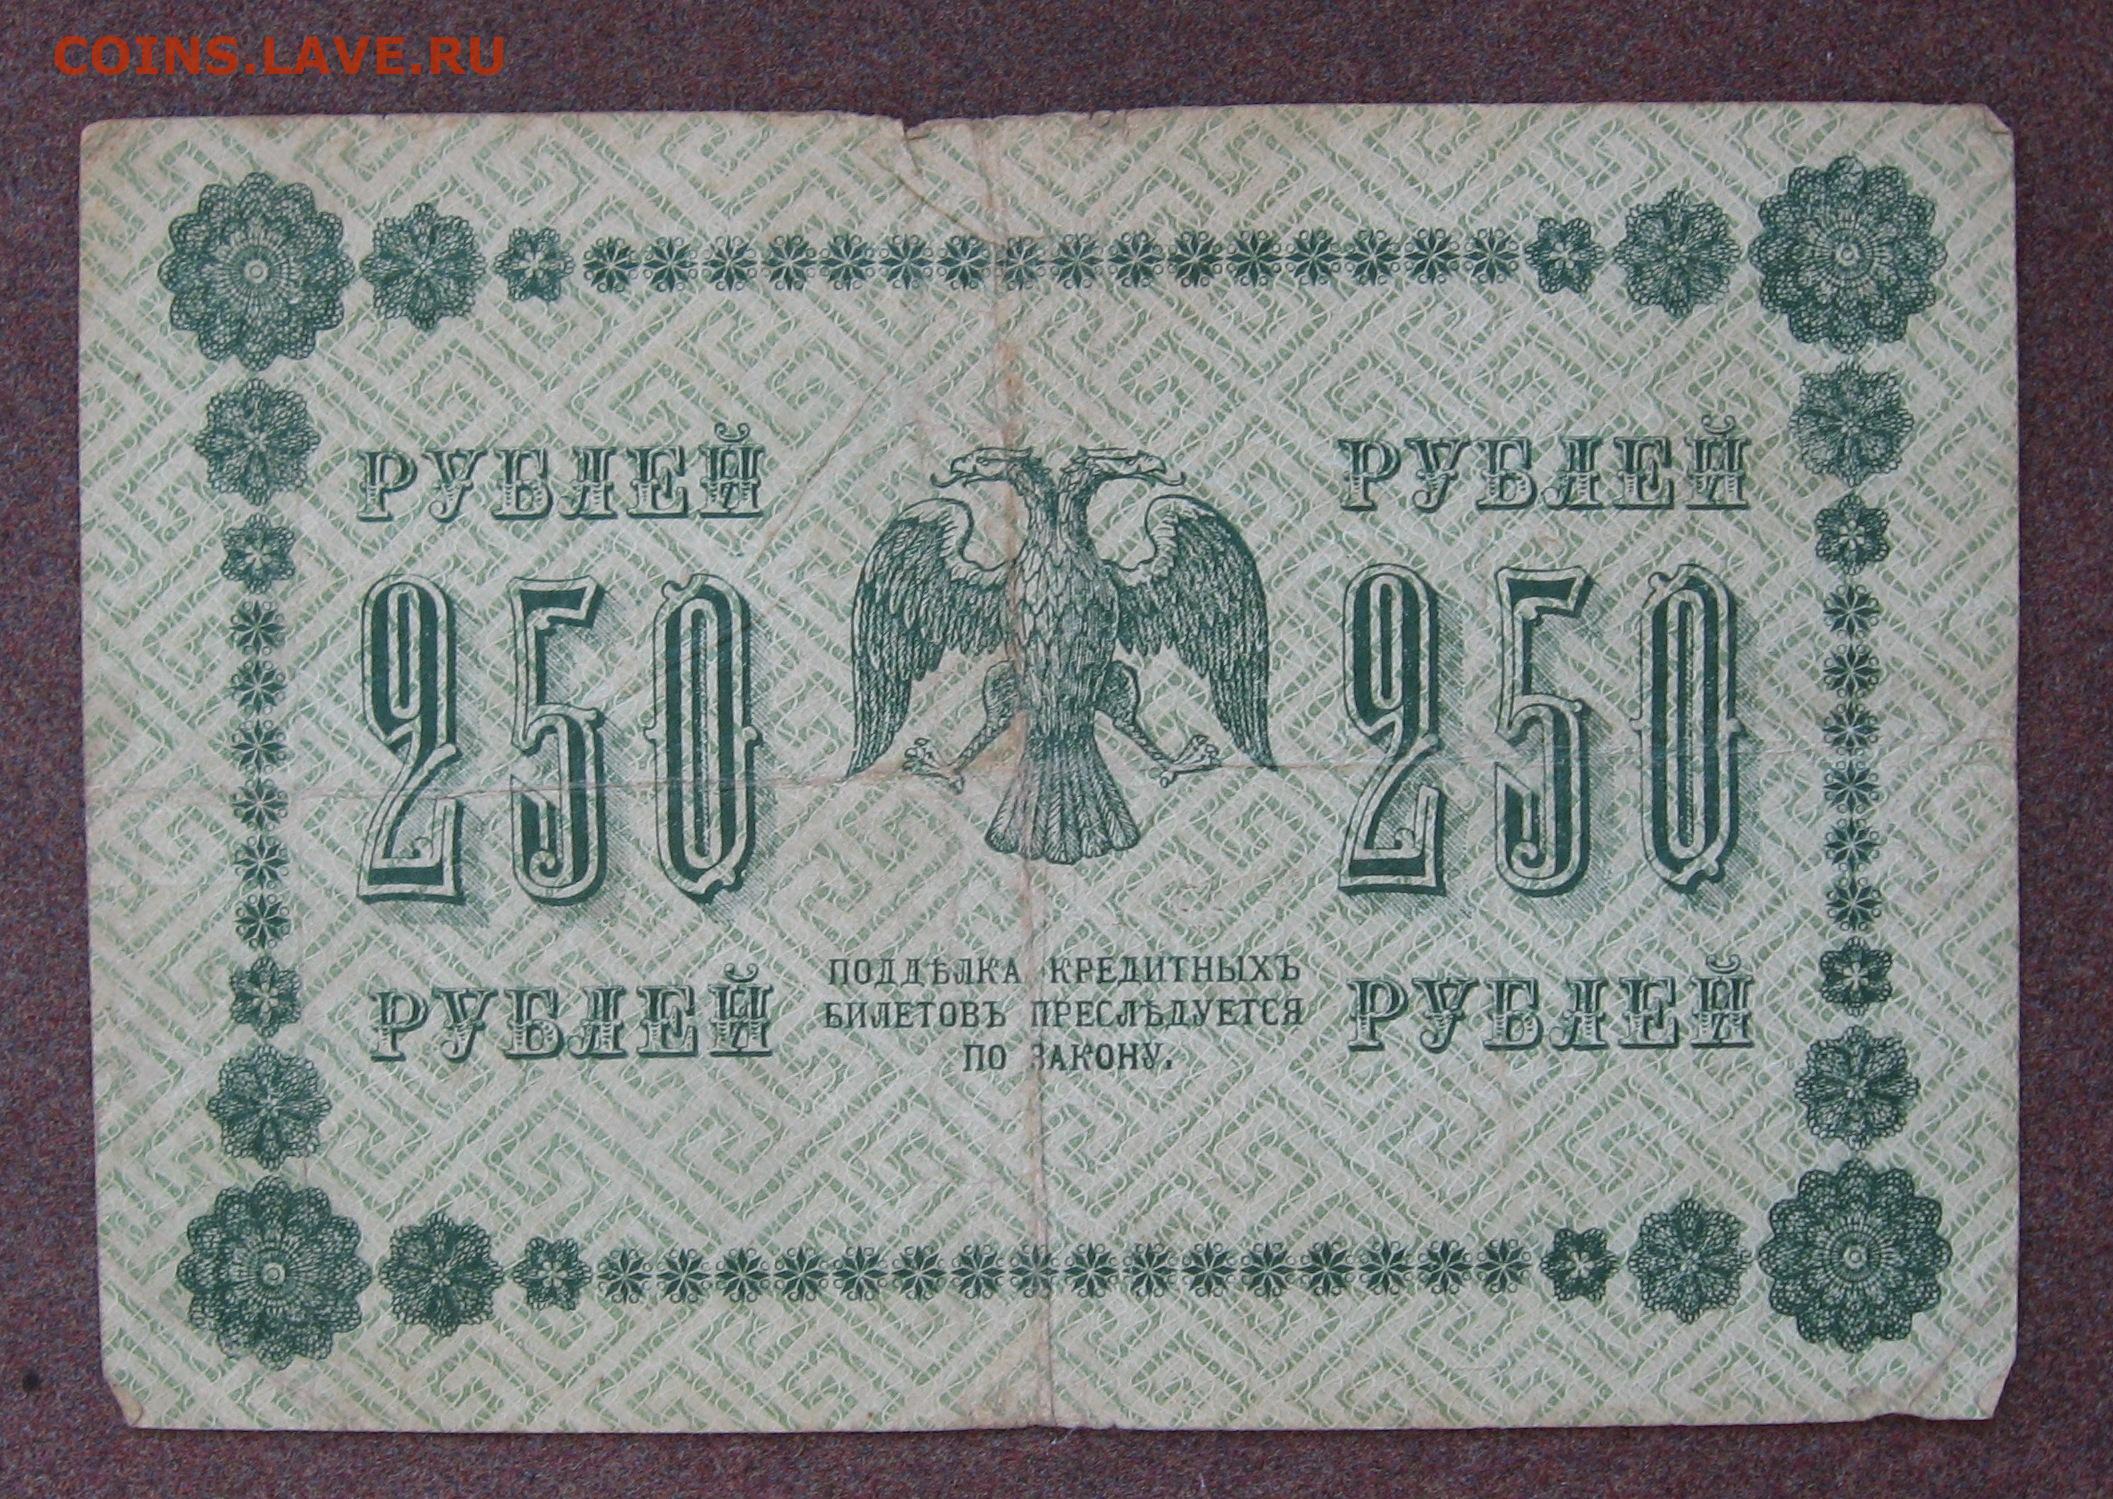 COINS.LAVE.RU
РУБЛЕЙ
РУБЛЕЙ
250
250
РУБЛЕЙ
ПОДДѢЛКА КРЕДИТНЫХЪ
БИЛЕТОВЪ ПРЕСЛѢДУЕТСЯ
ПО ЗАКОНУ.
РУБЛЕЙ